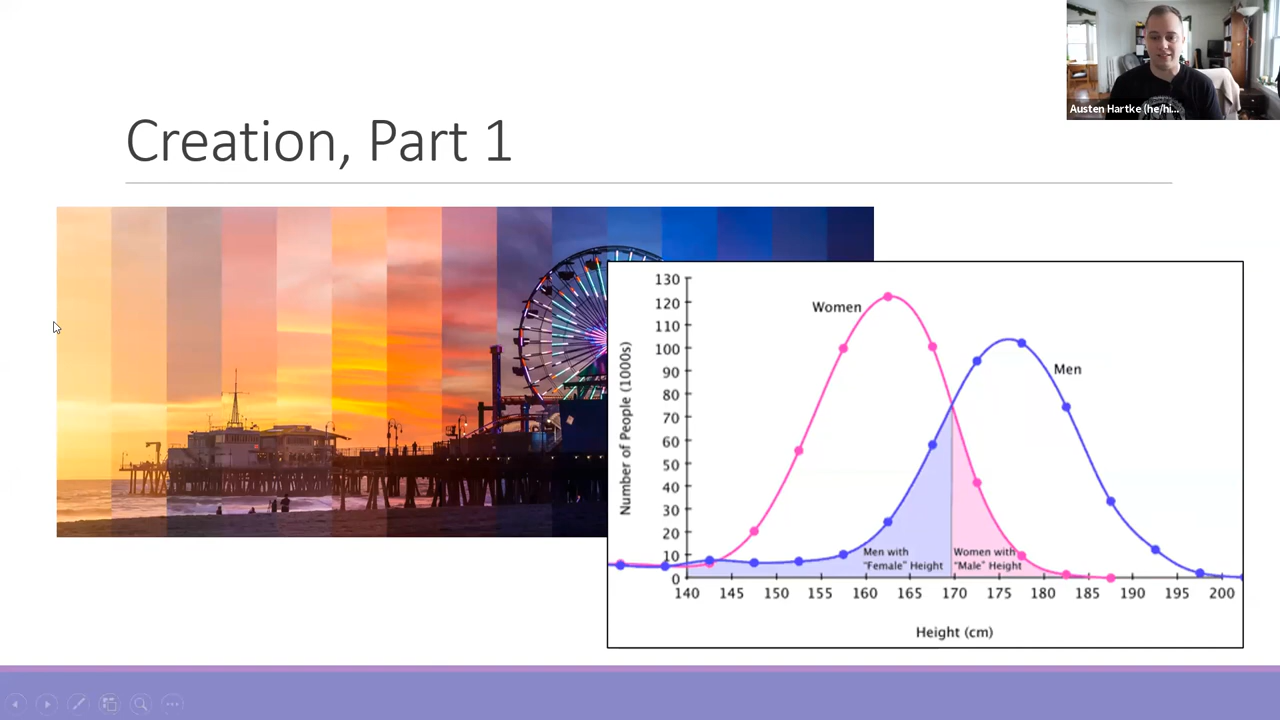 Austen Hartke (he/hi...
Creation, Part 1
130
120
110
100
90
80
70
60
50
40
30
20
10
0
Number of People (1000s)
Women
Men
Men with
"Female" Height
Women with
"Male" Height
140 145 150 155 160 165 170 175 180 185 190 195 200
Height (cm)